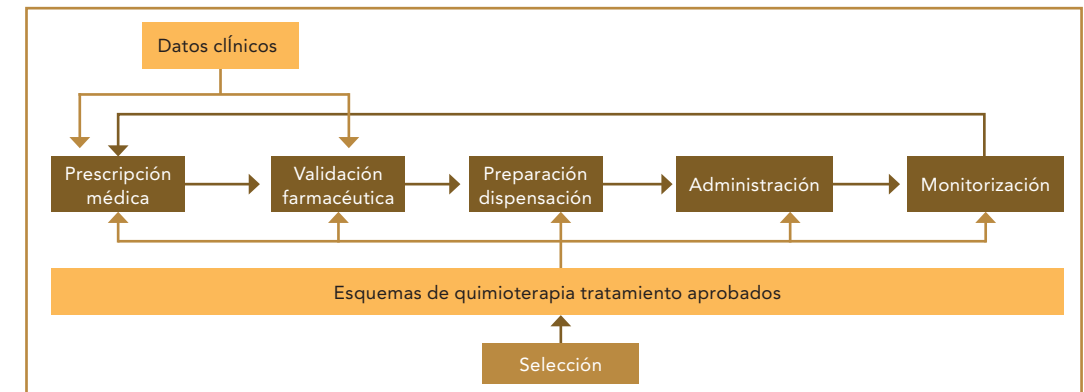 Datos clÍnicos
Prescripción
médica
Validación
farmacéutica
Preparación
dispensación
Administración
Monitorización
Esquemas de quimioterapia tratamiento aprobados
Selección